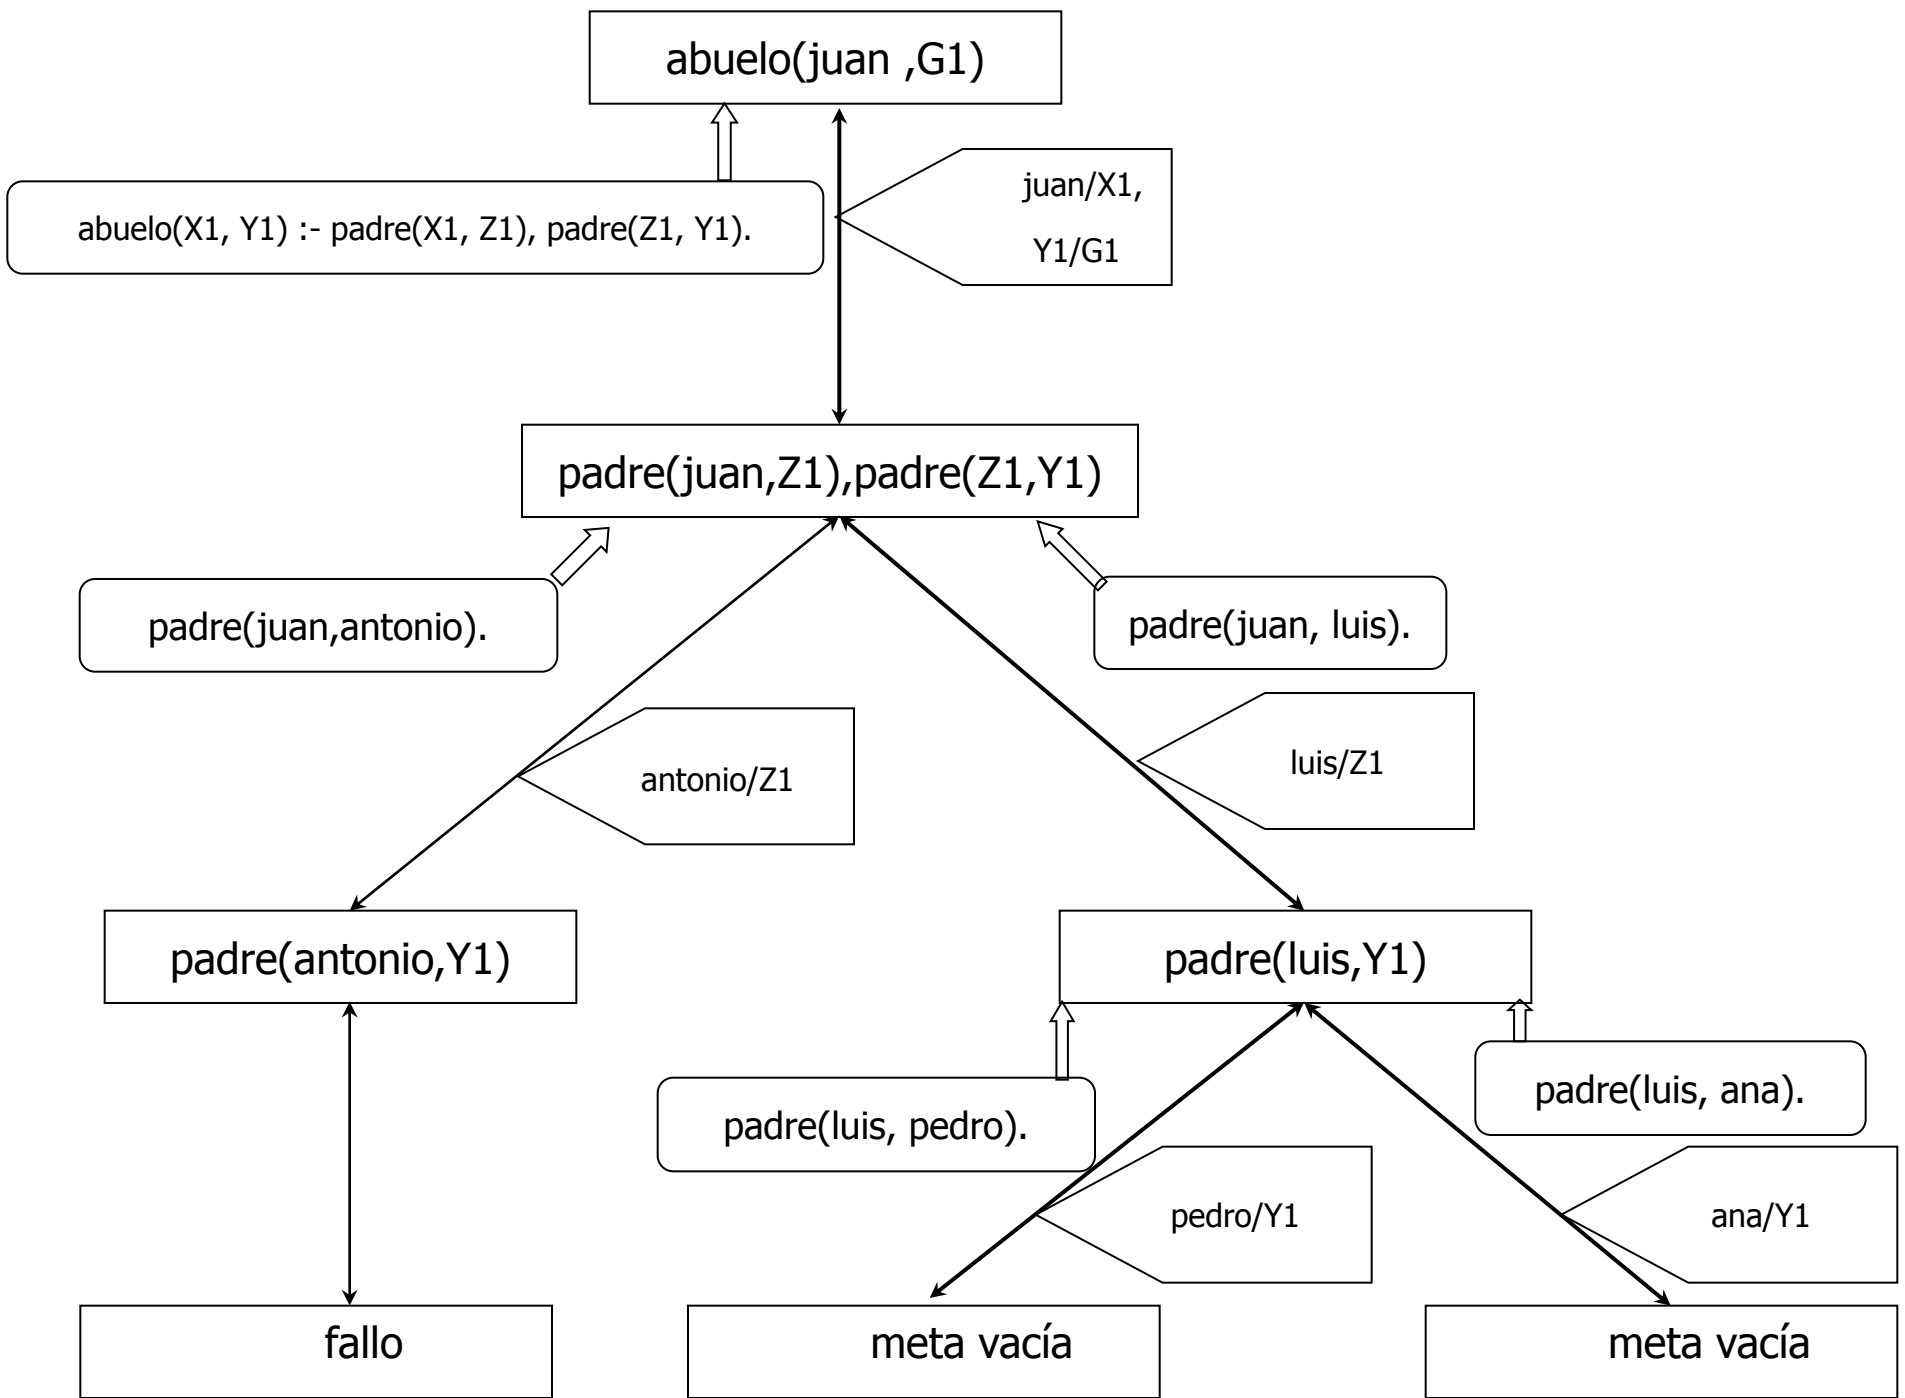 abuelo(juan ,G1)
juan/X1,
Y1/G1
abuelo(X1, Y1) :- padre(X1, Z1), padre(Z1, Y1).
padre(juan,Z1),padre(Z1,Y1)
padre(juan,antonio).
padre(juan, luis).
antonio/Z1
luis/Z1
padre(antonio,Y1)
padre(luis,Y1)
padre(luis, pedro).
padre(luis, ana).
pedro/Y1
ana/Y1
fallo
meta vacía
meta vacía